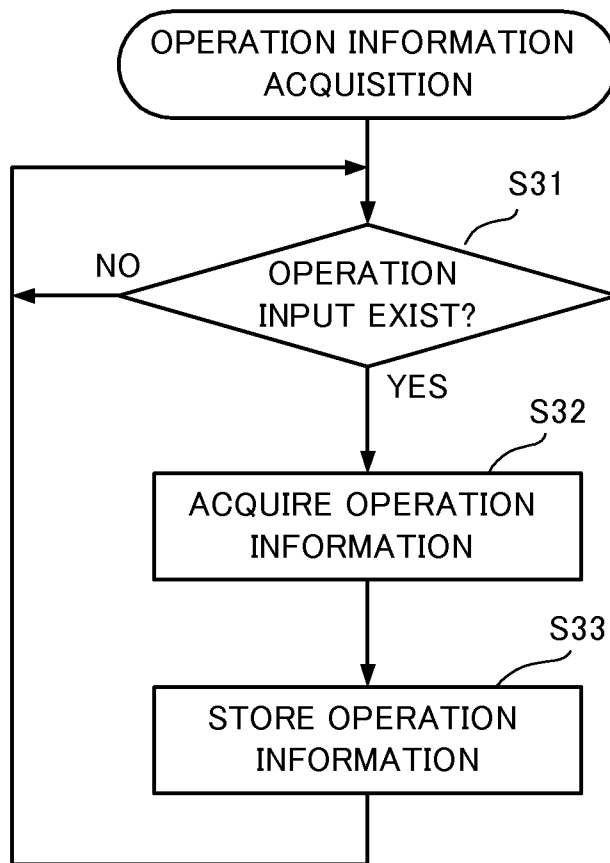 OPERATION INFORMATION
ACQUISITION
S31
NO
OPERATION
INPUT EXIST?
YES
S32
ACQUIRE OPERATION
INFORMATION
S33
STORE OPERATION
INFORMATION